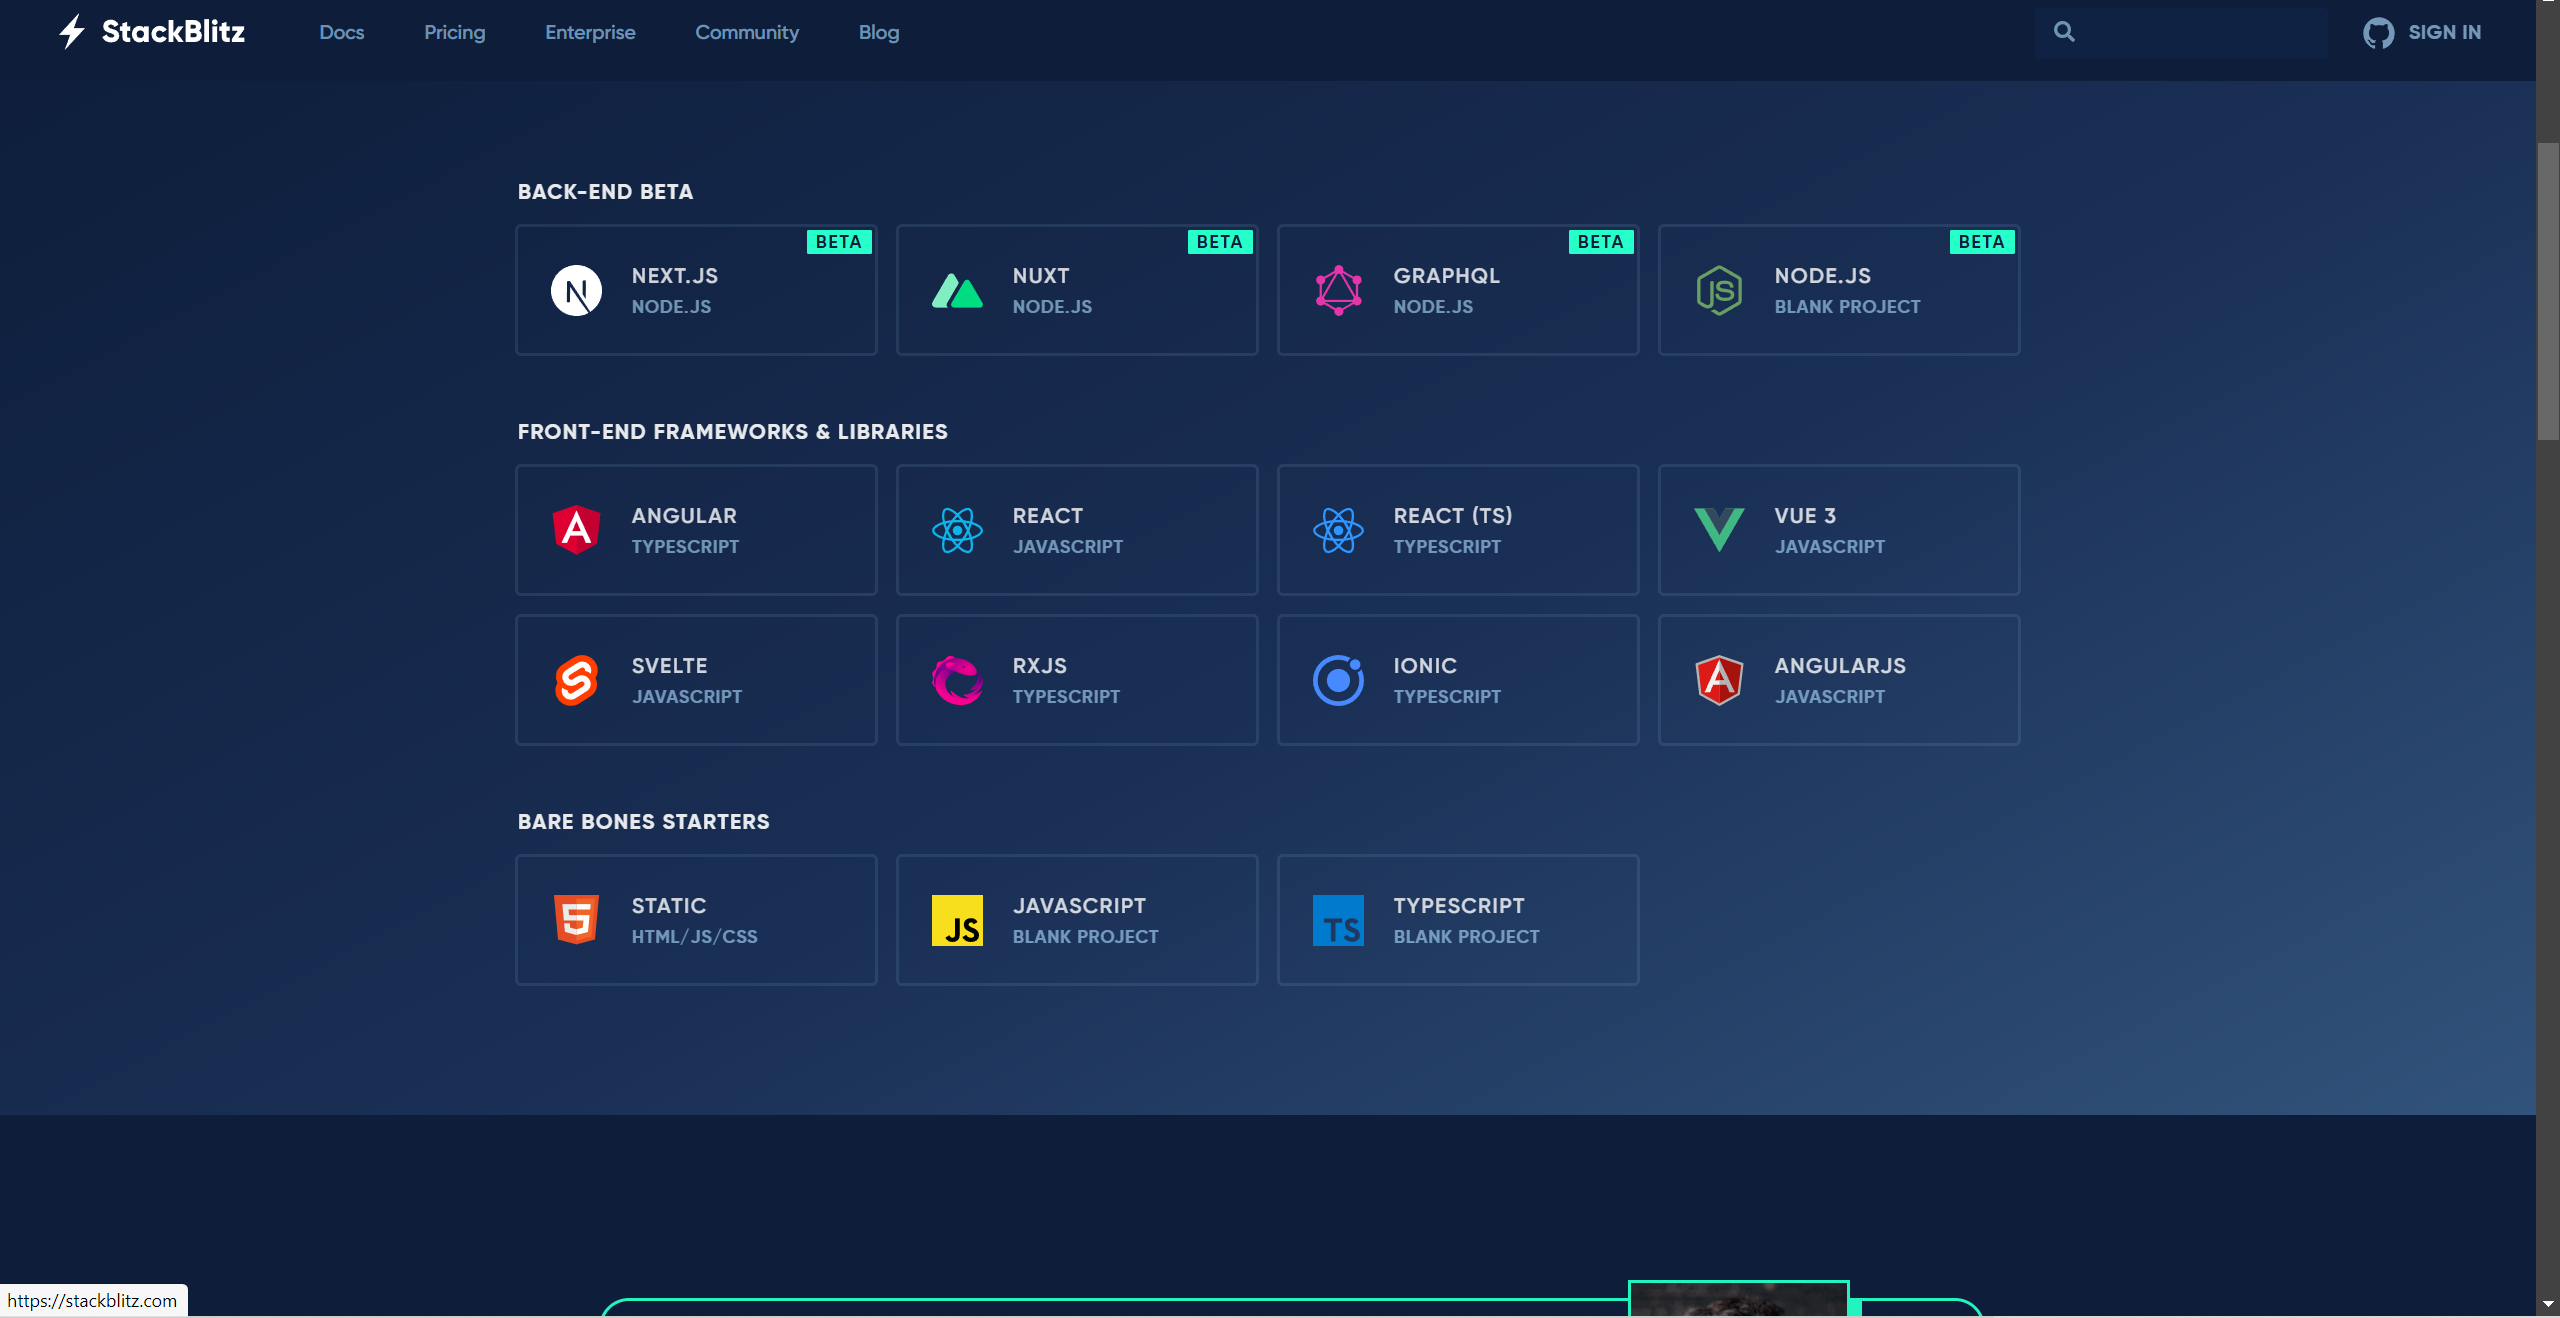 StackBlitz Docs Pricing Enterprise Community Blog SIGN IN
BACK-END BETA
BETA BETA BETA BETA
NEXT.JS NUXT GRAPHQL NODE.JS
NODE.JS NODE.JS NODE.JS BLANK PROJECT
FRONT-END FRAMEWORKS & LIBRARIES
ANGULAR REACT REACT (TS) VUE 3
TYPESCRIPT JAVASCRIPT TYPESCRIPT JAVASCRIPT
SVELTE RXJS IONIC ANGULARJS
JAVASCRIPT TYPESCRIPT TYPESCRIPT JAVASCRIPT
BARE BONES STARTERS
STATIC JAVASCRIPT TYPESCRIPT
JS TS
HTML/JS/CSS BLANK PROJECT BLANK PROJECT
https://stackblitz.com